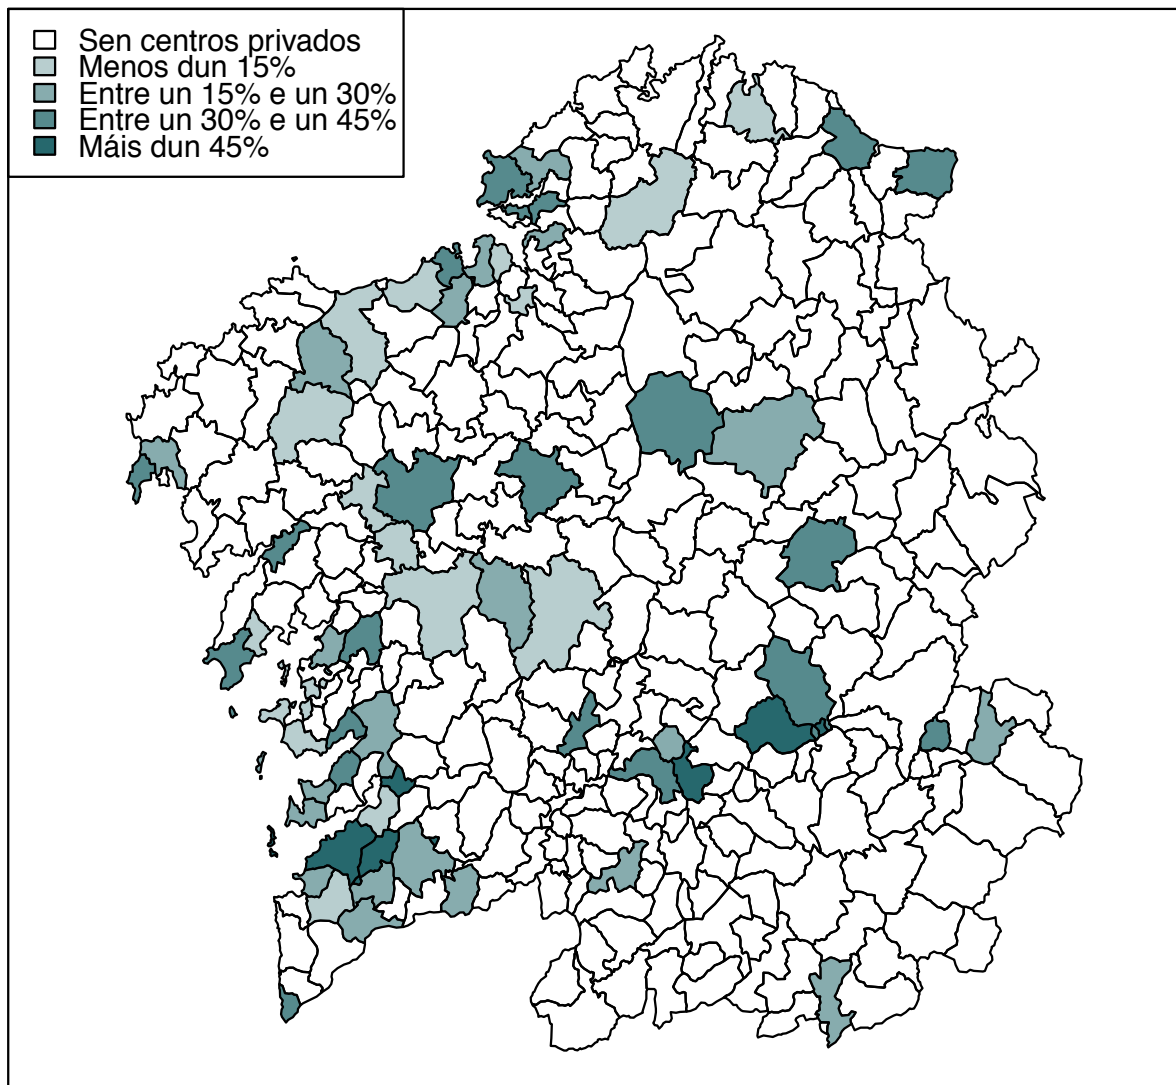 Sen centros privados
Menos dun 15%
Entre un 15% e un 30%
Entre un 30% e un 45%
Máis dun 45%